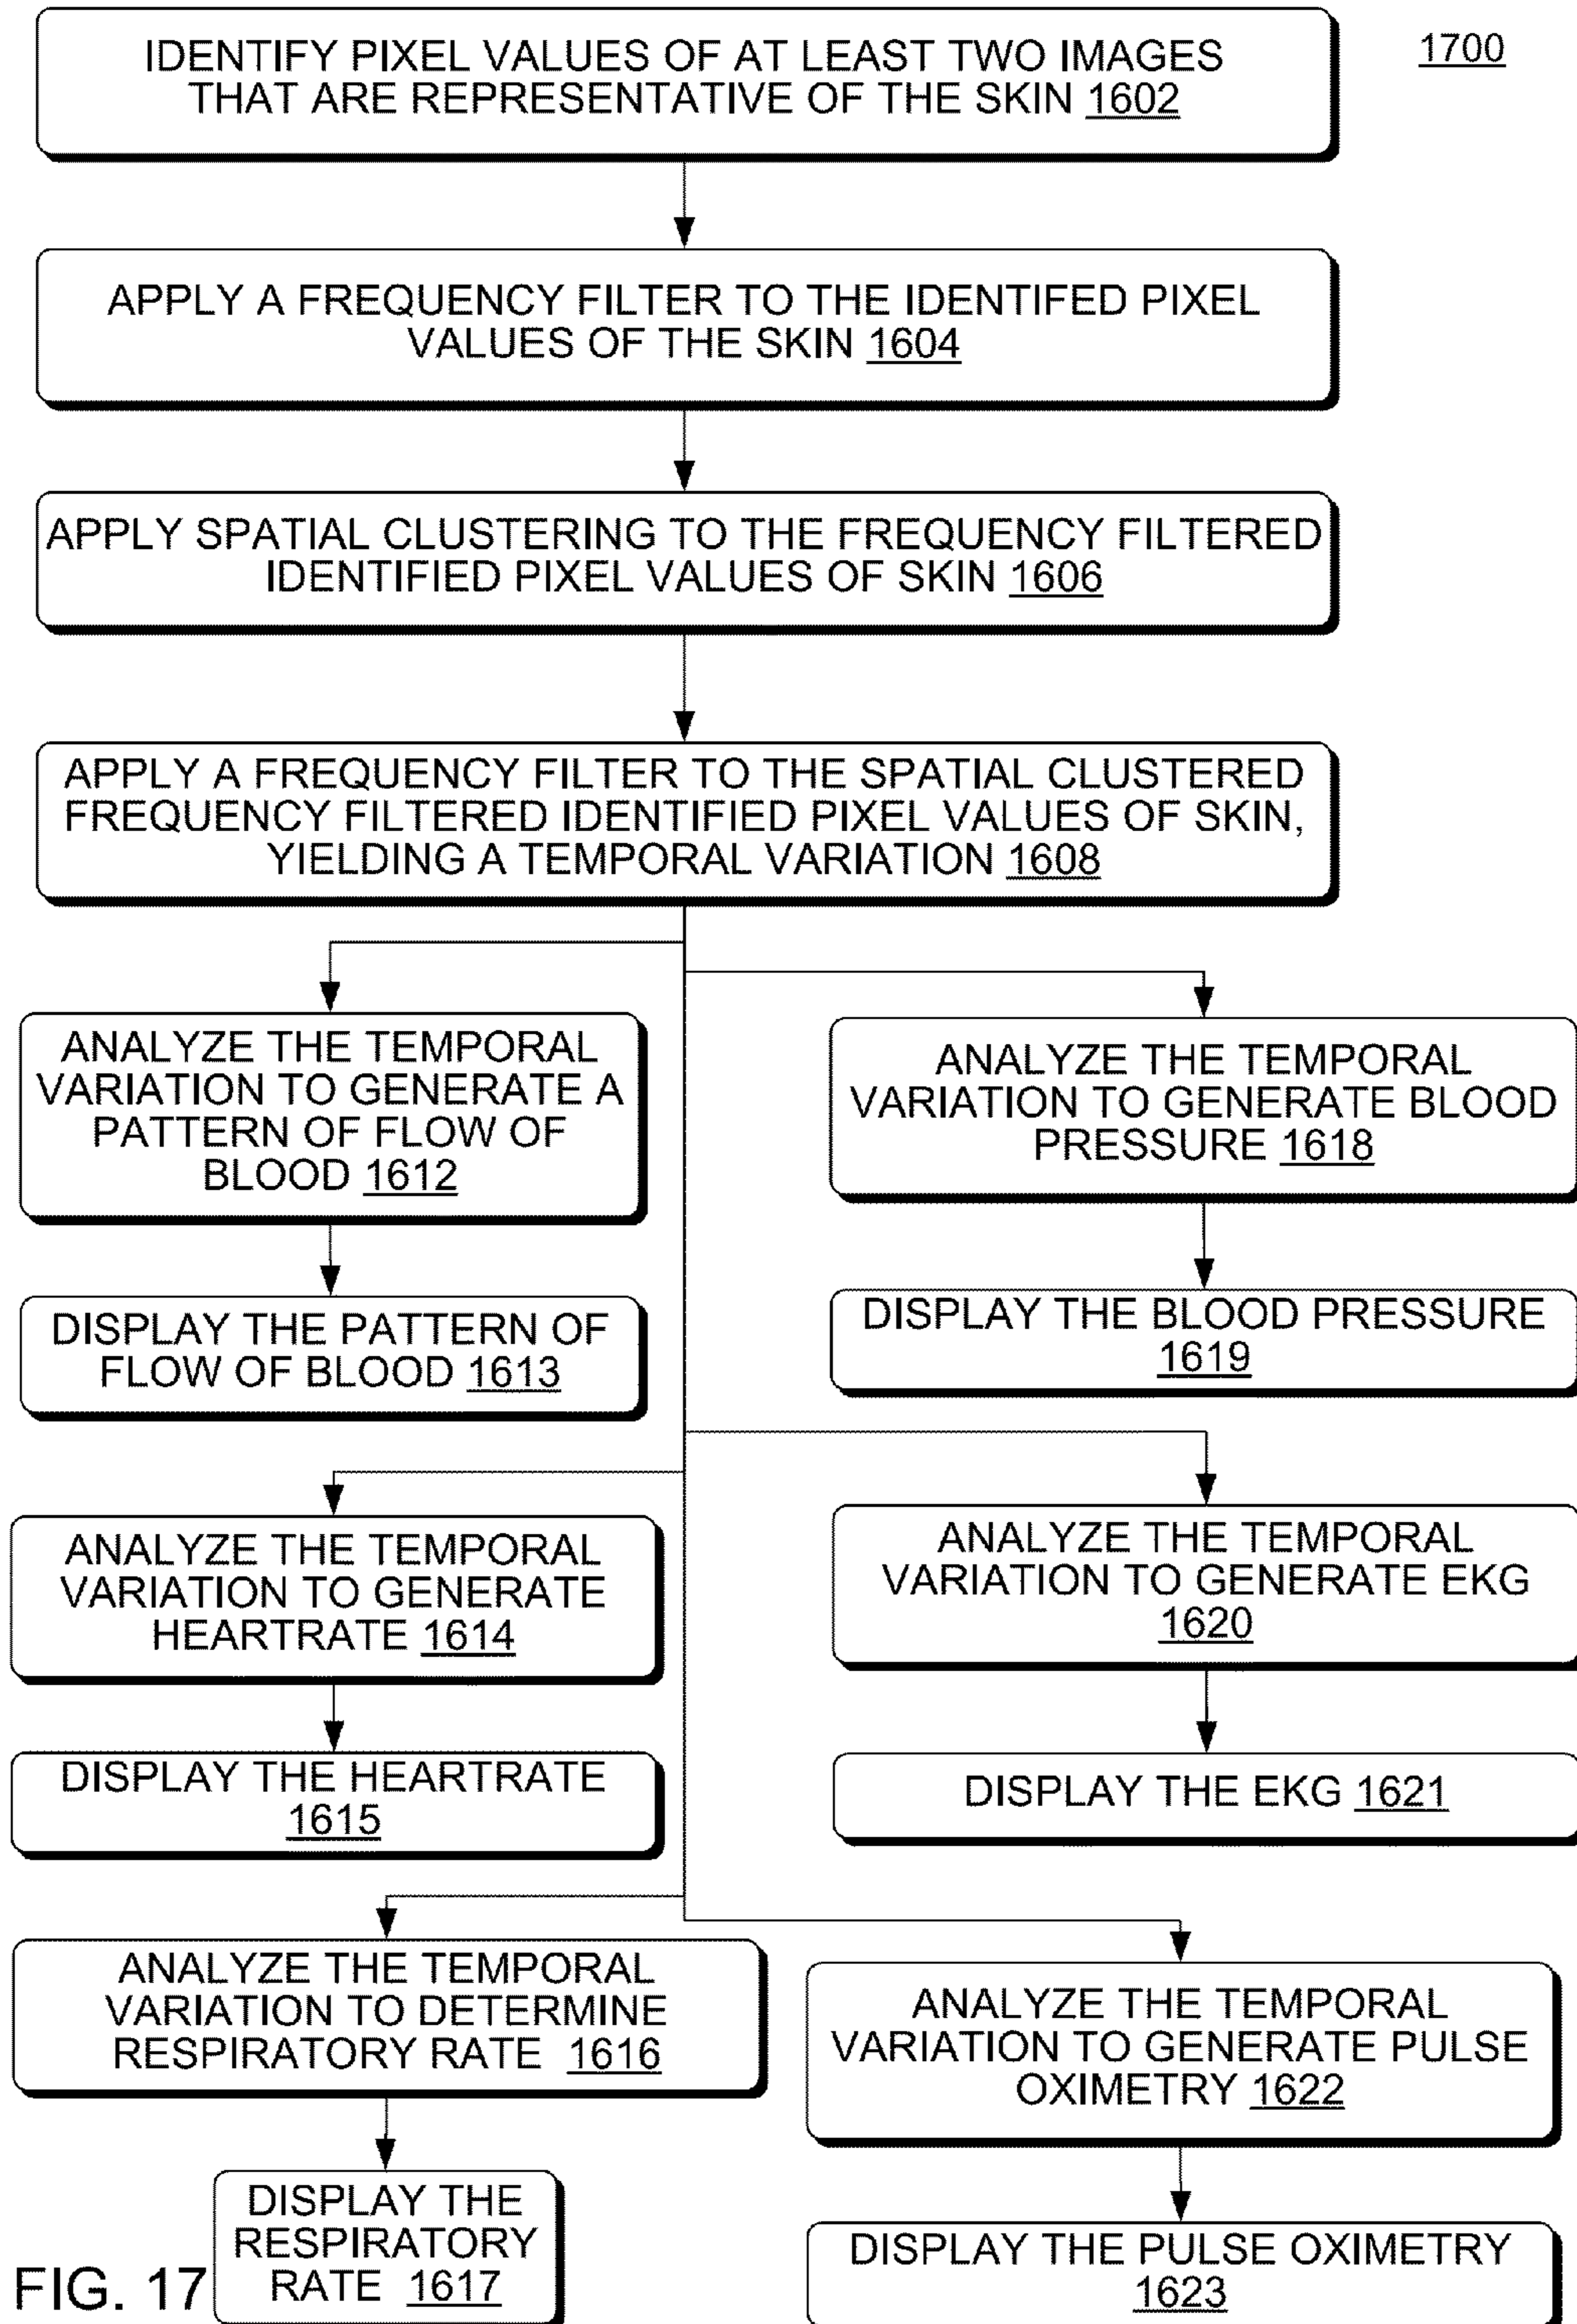 1700
IDENTIFY PIXEL VALUES OF AT LEAST TWO IMAGES
THAT ARE REPRESENTATIVE OF THE SKIN 1602
APPLY A FREQUENCY FILTER TO THE IDENTIFED PIXEL
VALUES OF THE SKIN 1604
APPLY SPATIAL CLUSTERING TO THE FREQUENCY FILTERED
IDENTIFIED PIXEL VALUES OF SKIN 1606
APPLY A FREQUENCY FILTER TO THE SPATIAL CLUSTERED
FREQUENCY FILTERED IDENTIFIED PIXEL VALUES OF SKIN,
YIELDING A TEMPORAL VARIATION 1608
ANALYZE THE TEMPORAL
VARIATION TO GENERATE A
PATTERN OF FLOW OF
BLOOD 1612
DISPLAY THE PATTERN OF
FLOW OF BLOOD 1613
ANALYZE THE TEMPORAL
VARIATION TO GENERATE BLOOD
PRESSURE 1618
DISPLAY THE BLOOD PRESSURE
1619
ANALYZE THE TEMPORAL
VARIATION TO GENERATE
HEARTRATE 1614
DISPLAY THE HEARTRATE
1615
ANALYZE THE TEMPORAL
VARIATION TO GENERATE EKG
1620
DISPLAY THE EKG 1621
ANALYZE THE TEMPORAL
VARIATION TO DETERMINE
RESPIRATORY RATE 1616
DISPLAY THE
RESPIRATORY
RATE 1617
ANALYZE THE TEMPORAL
VARIATION TO GENERATE PULSE
OXIMETRY 1622
DISPLAY THE PULSE OXIMETRY
1623
FIG. 17